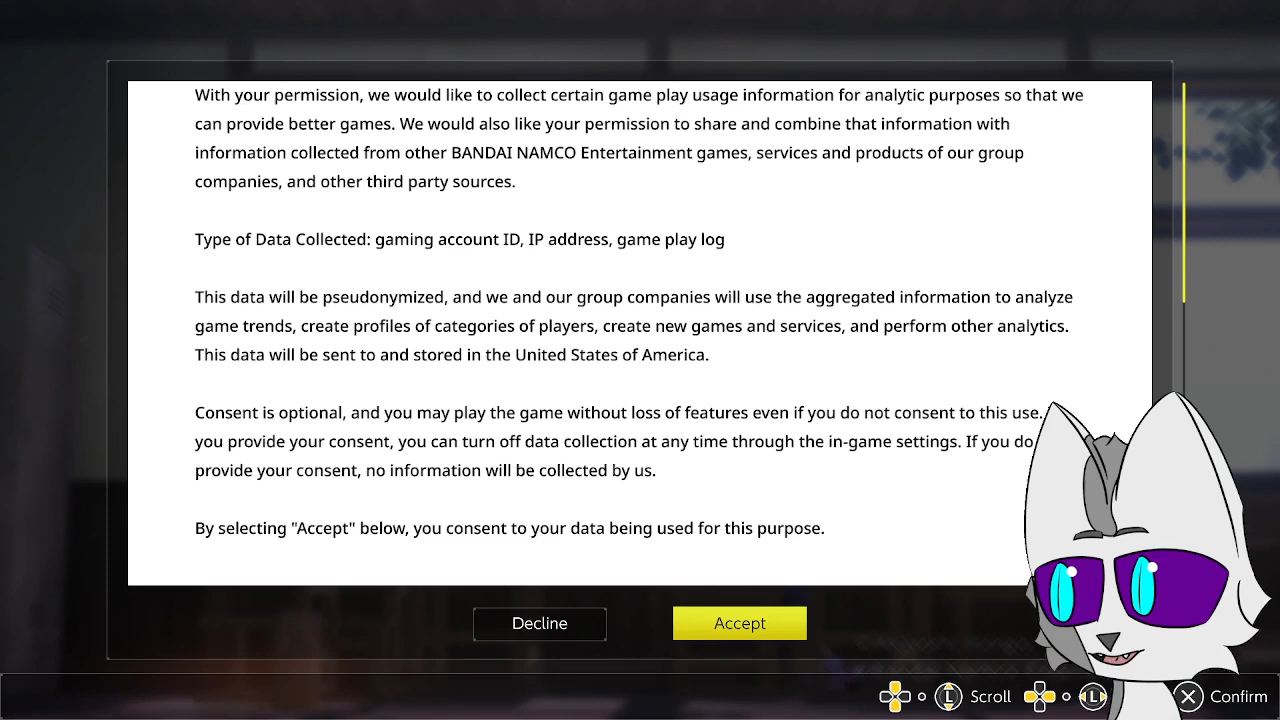 With your permission, we would like to collect certain game play usage information for analytic purposes so that we
can provide better games. We would also like your permission to share and combine that information with
information collected from other BANDAI NAMCO Entertainment games, services and products of our group
companies, and other third party sources.
Type of Data Collected: gaming account ID, IP address, game play log
This data will be pseudonymized, and we and our group companies will use the aggregated information to analyze
game trends, create profiles of categories of players, create new games and services, and perform other analytics.
This data will be sent to and stored in the United States of America.
Consent is optional, and you may play the game without loss of features even if you do not consent to this use.
you provide your consent, you can turn off data collection at any time through the in-game settings. If you do
provide your consent, no information will be collected by us.
By selecting "Accept" below, you consent to your data being used for this purpose.
Decline Accept
o L Scroll o L Confirm